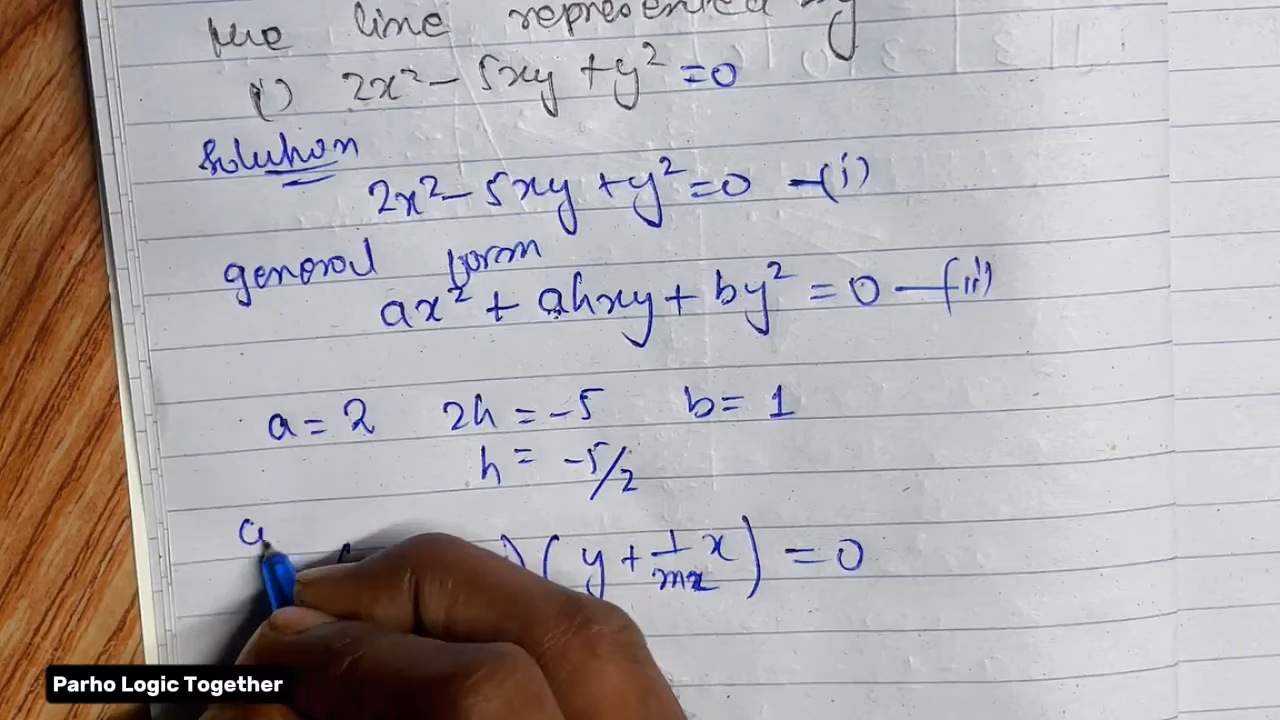 the line represented by
(i) 2x² - 5xy + y² = 0
Solution
2x² - 5xy + y² = 0 -(i)
general form
ax² + 2hxy + by² = 0 -(ii)
a = 2 2h = -5 b = 1
h = -5/2
) (y + 1/m₂ x) = 0
Parho Logic Together